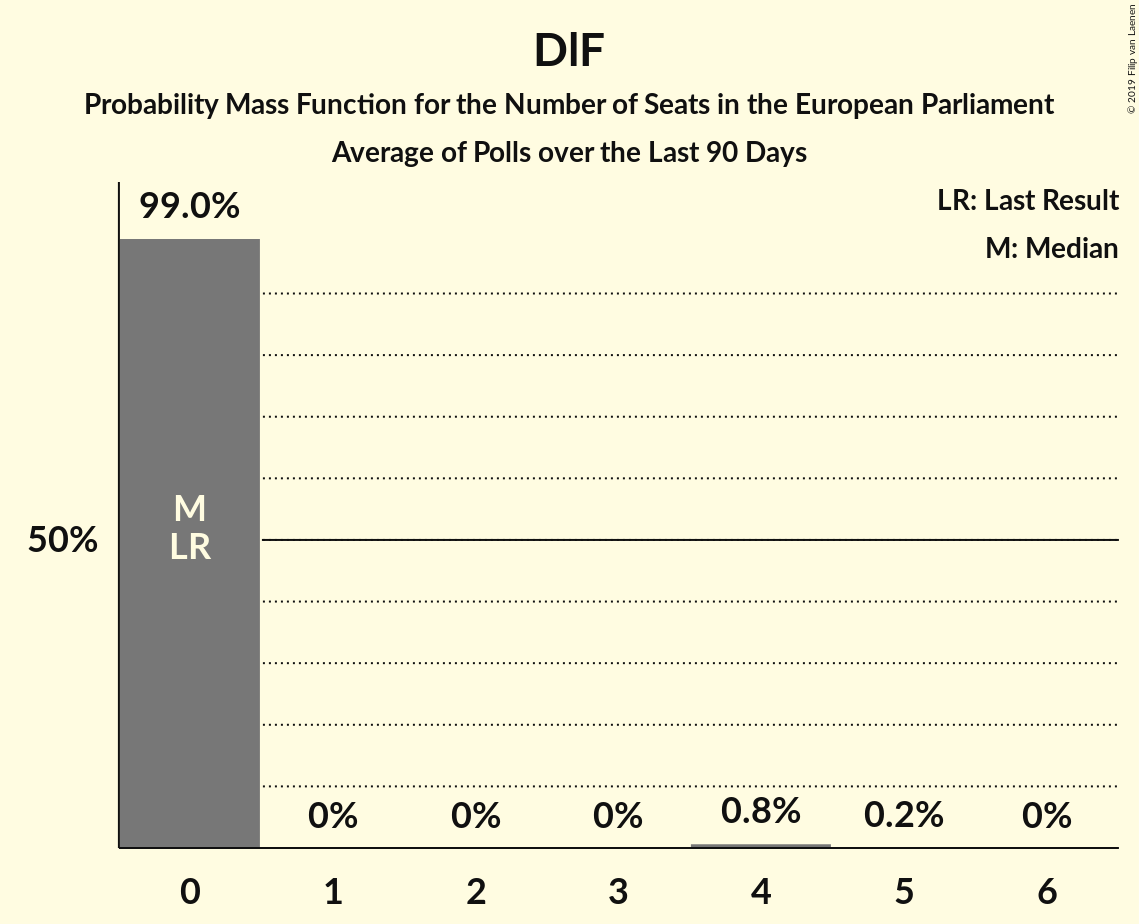 DlF
Probability Mass Function for the Number of Seats in the European Parliament
Average of Polls over the Last 90 Days
© 2019 Filip van Laenen
LR: Last Result
M: Median
99.0%
M
LR
50%
0% 0% 0% 0.8% 0.2% 0%
0 1 2 3 4 5 6